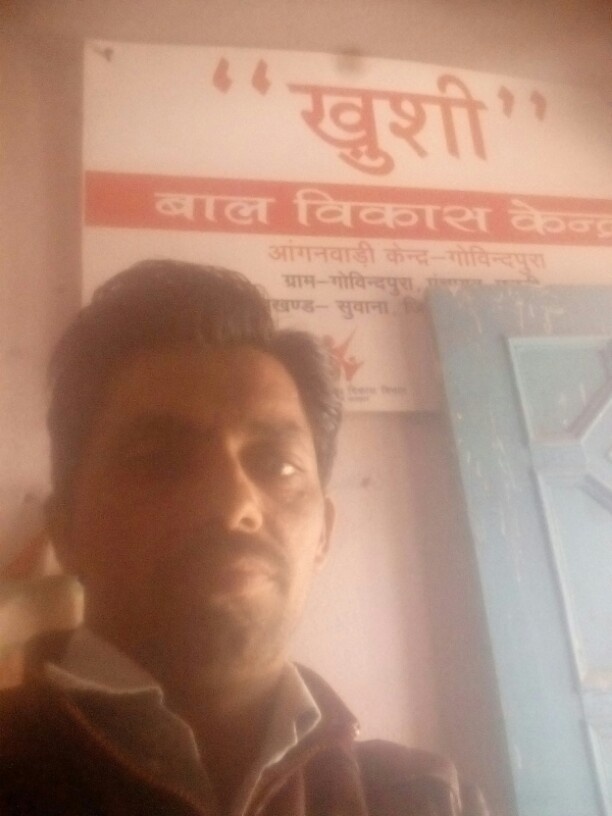 “ खुशी ”
बाल विकास केन्द्र
आंगनवाड़ी केन्द्र–गोविन्दपुरा
ग्राम–गोविन्दपुरा,
खण्ड– सुवाना,
विकास विभाग